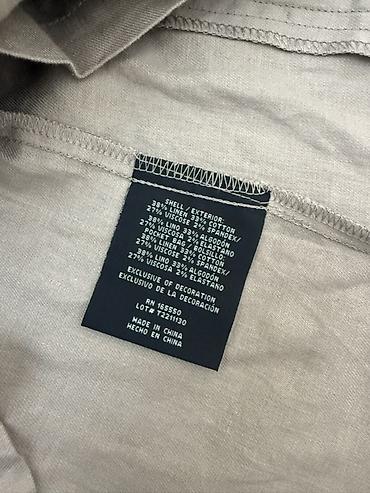 SHELL / EXTERIOR:
38% LINEN 33% COTTON
27% VISCOSE 2% SPANDEX/
38% LINO 33% ALGODÓN
27% VISCOSA 2% ELASTANO
POCKET BAG / BOLSILLO:
38% LINEN 33% COTTON
27% VISCOSE 2% SPANDEX/
38% LINO 33% ALGODÓN
27% VISCOSA 2% ELASTANO
EXCLUSIVE OF DECORATION
EXCLUSIVO DE LA DECORACIÓN
RN 165550
LOT# T2211130
MADE IN CHINA
HECHO EN CHINA